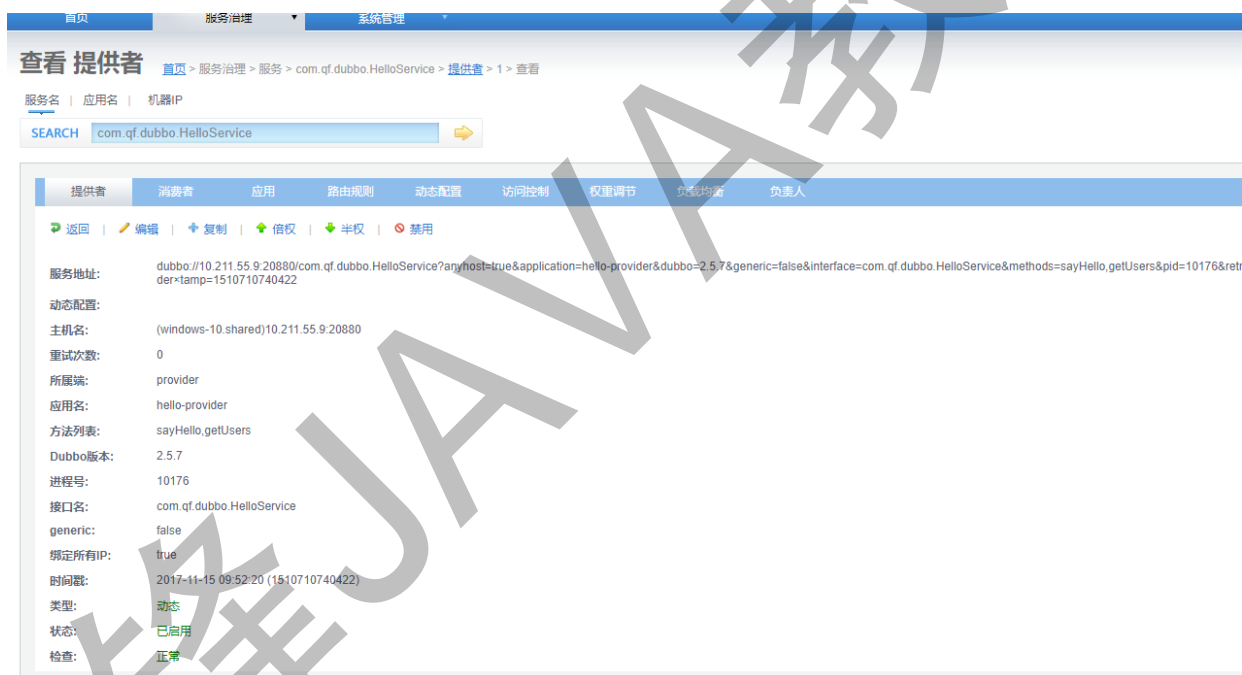 首页 服务治理 系统管理
查看 提供者 首页 > 服务治理 > 服务 > com.qf.dubbo.HelloService > 提供者 > 1 > 查看
服务名 | 应用名 | 机器IP
SEARCH com.qf.dubbo.HelloService
提供者 消费者 应用 路由规则 动态配置 访问控制 权重调节 负载均衡 负责人
返回 | 编辑 | 复制 | 倍权 | 半权 | 禁用
服务地址: dubbo://10.211.55.9:20880/com.qf.dubbo.HelloService?anyhost=true&application=hello-provider&dubbo=2.5.7&generic=false&interface=com.qf.dubbo.HelloService&methods=sayHello,getUsers&pid=10176&retr
der×tamp=1510710740422
动态配置:
主机名: (windows-10.shared)10.211.55.9:20880
重试次数: 0
所属端: provider
应用名: hello-provider
方法列表: sayHello,getUsers
Dubbo版本: 2.5.7
进程号: 10176
接口名: com.qf.dubbo.HelloService
generic: false
绑定所有IP: true
时间戳: 2017-11-15 09:52:20 (1510710740422)
类型: 动态
状态: 已启用
检查: 正常
锋JAVA教